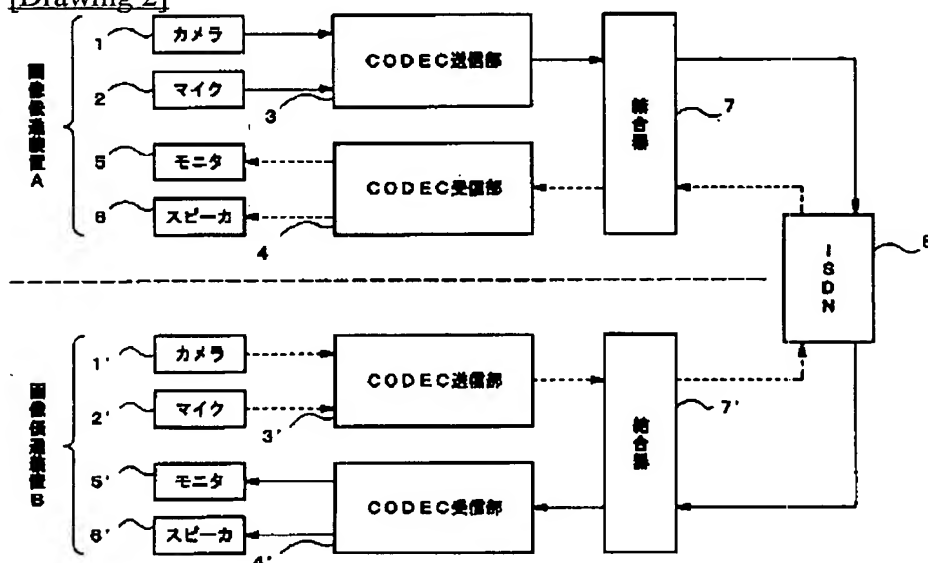 [Drawing 2]
画像
装置A
1
カメラ
2
マイク
3
CODEC送信部
5
モニタ
6
スピーカ
4
CODEC受信部
結合器
7
ISDN
8
画像
装置B
1'
カメラ
2'
マイク
3'
CODEC送信部
5'
モニタ
6'
スピーカ
4'
CODEC受信部
結合器
7'